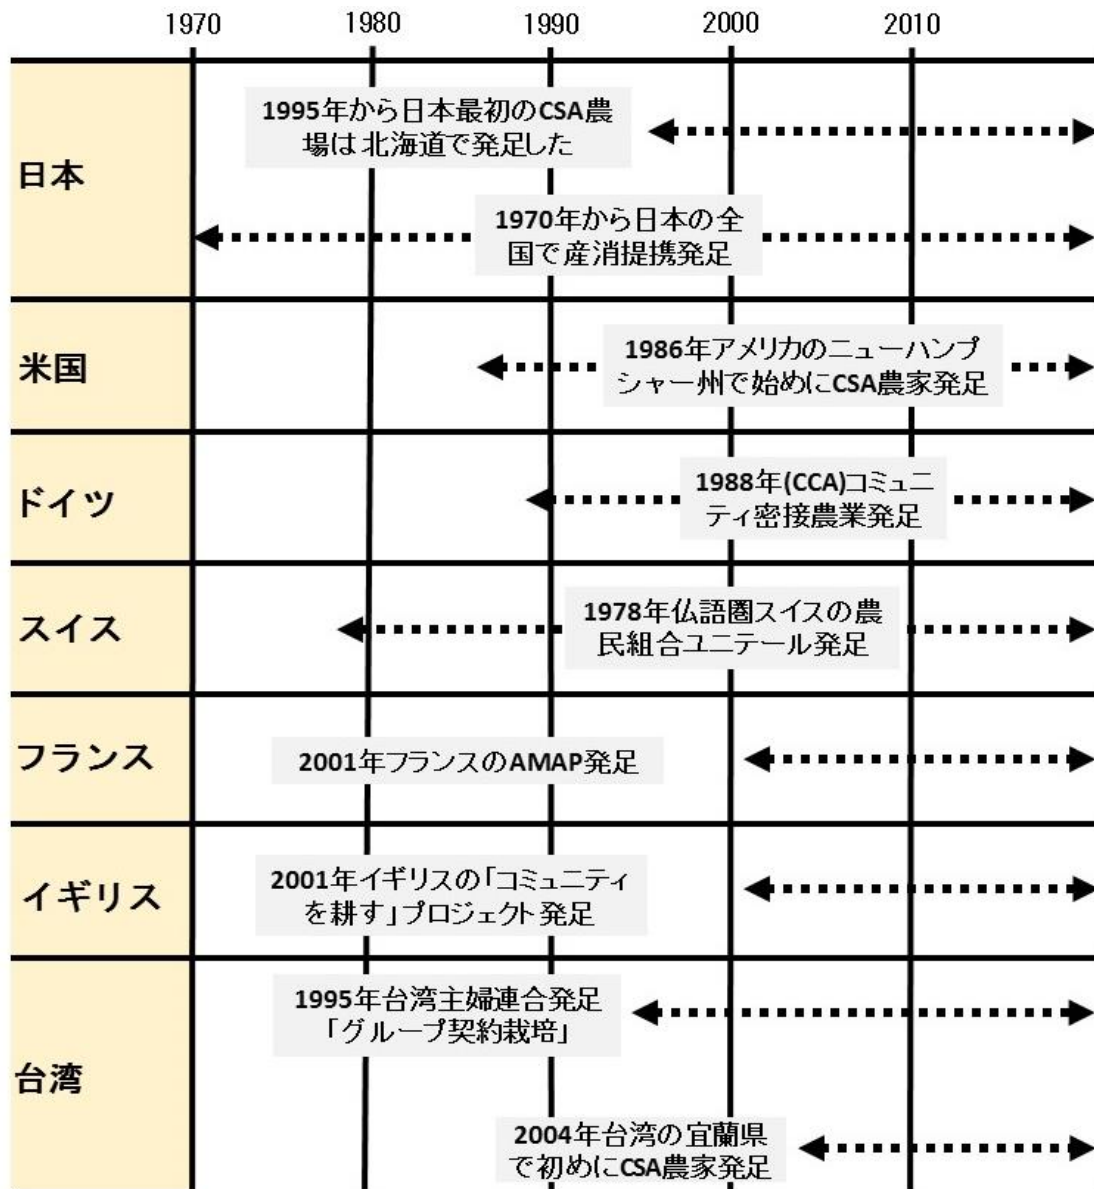 1970 1980 1990 2000 2010
日本
1995年から日本最初のCSA農
場は北海道で発足した
1970年から日本の全
国で産消提携発足
米国
1986年アメリカのニューハンプ
シャー州で始めにCSA農家発足
ドイツ
1988年(CCA)コミュニ
ティ密接農業発足
スイス
1978年仏語圏スイスの農
民組合ユニテール発足
フランス
2001年フランスのAMAP発足
イギリス
2001年イギリスの「コミュニティ
を耕す」プロジェクト発足
台湾
1995年台湾主婦連合発足
「グループ契約栽培」
2004年台湾の宜蘭県
で初めにCSA農家発足